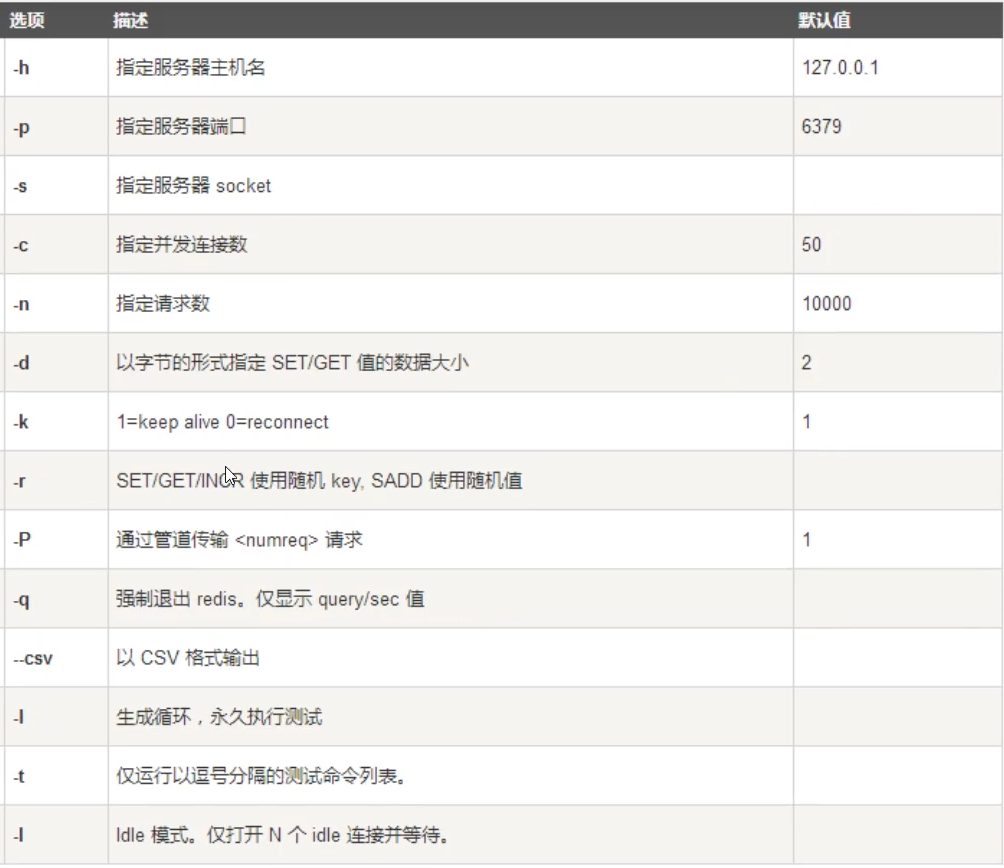 选项 描述 默认值
-h 指定服务器主机名 127.0.0.1
-p 指定服务器端口 6379
-s 指定服务器 socket
-c 指定并发连接数 50
-n 指定请求数 10000
-d 以字节的形式指定 SET/GET 值的数据大小 2
-k 1=keep alive 0=reconnect 1
-r SET/GET/INCR 使用随机 key, SADD 使用随机值
-P 通过管道传输 <numreq> 请求 1
-q 强制退出 redis。仅显示 query/sec 值
--csv 以 CSV 格式输出
-l 生成循环，永久执行测试
-t 仅运行以逗号分隔的测试命令列表。
-I Idle 模式。仅打开 N 个 idle 连接并等待。